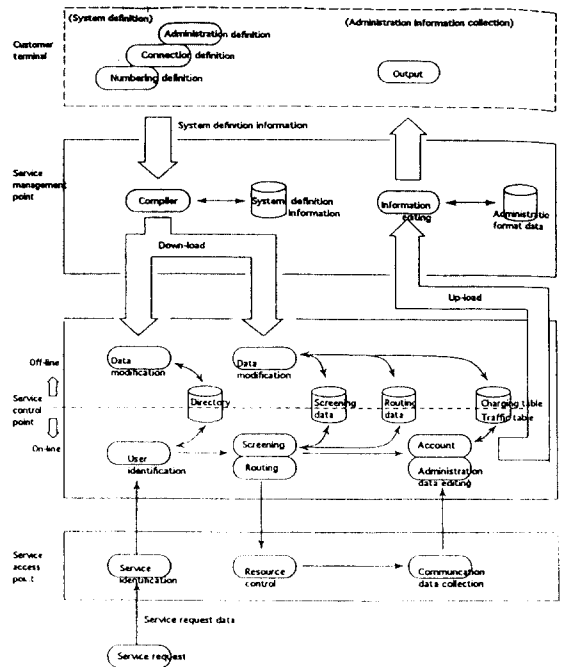 (System definition)
(Administration information collection)
Customer
terminal
Administration definition
Connection definition
Numbering definition
Output
System definition information
Service
management
point
Compiler
System definition
information
Information
editing
Administratic
format data
Down-load
Up-load
Off-line
Service
control
point
On-line
Data
modification
Data
modification
Directory
Screening
data
Routing
data
Charging table
Traffic table
User
identification
Screening
Routing
Account
Administration
data editing
Service
access
point
Service
identification
Resource
control
Communication
data collection
Service request data
Service request